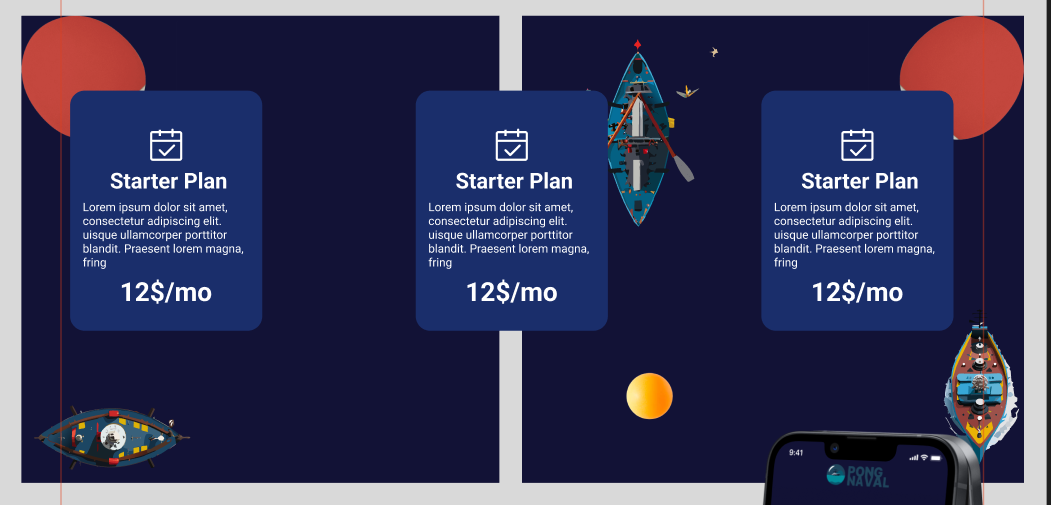 Starter Plan
Lorem ipsum dolor sit amet,
consectetur adipiscing elit.
uisque ullamcorper porttitor
blandit. Praesent lorem magna,
fring
12$/mo
Starter Plan
Lorem ipsum dolor sit amet,
consectetur adipiscing elit.
uisque ullamcorper porttitor
blandit. Praesent lorem magna,
fring
12$/mo
Starter Plan
Lorem ipsum dolor sit amet,
consectetur adipiscing elit.
uisque ullamcorper porttitor
blandit. Praesent lorem magna,
fring
12$/mo
9:41
PONG
NAVAL